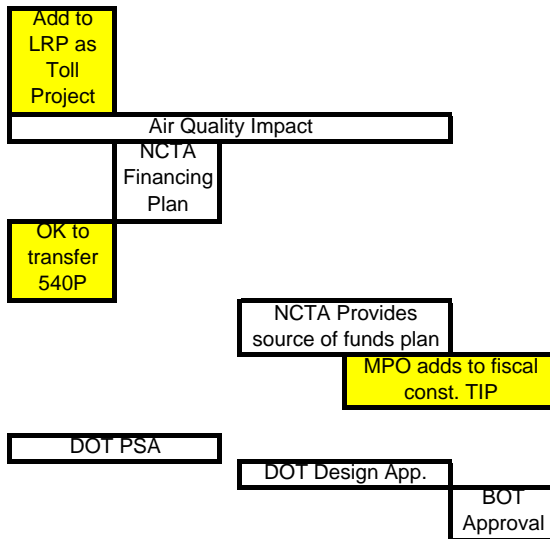 Add to
LRP as
Toll
Project
Air Quality Impact
NCTA
Financing
Plan
OK to
transfer
540P
NCTA Provides
source of funds plan
MPO adds to fiscal
const. TIP
DOT PSA
DOT Design App.
BOT
Approval